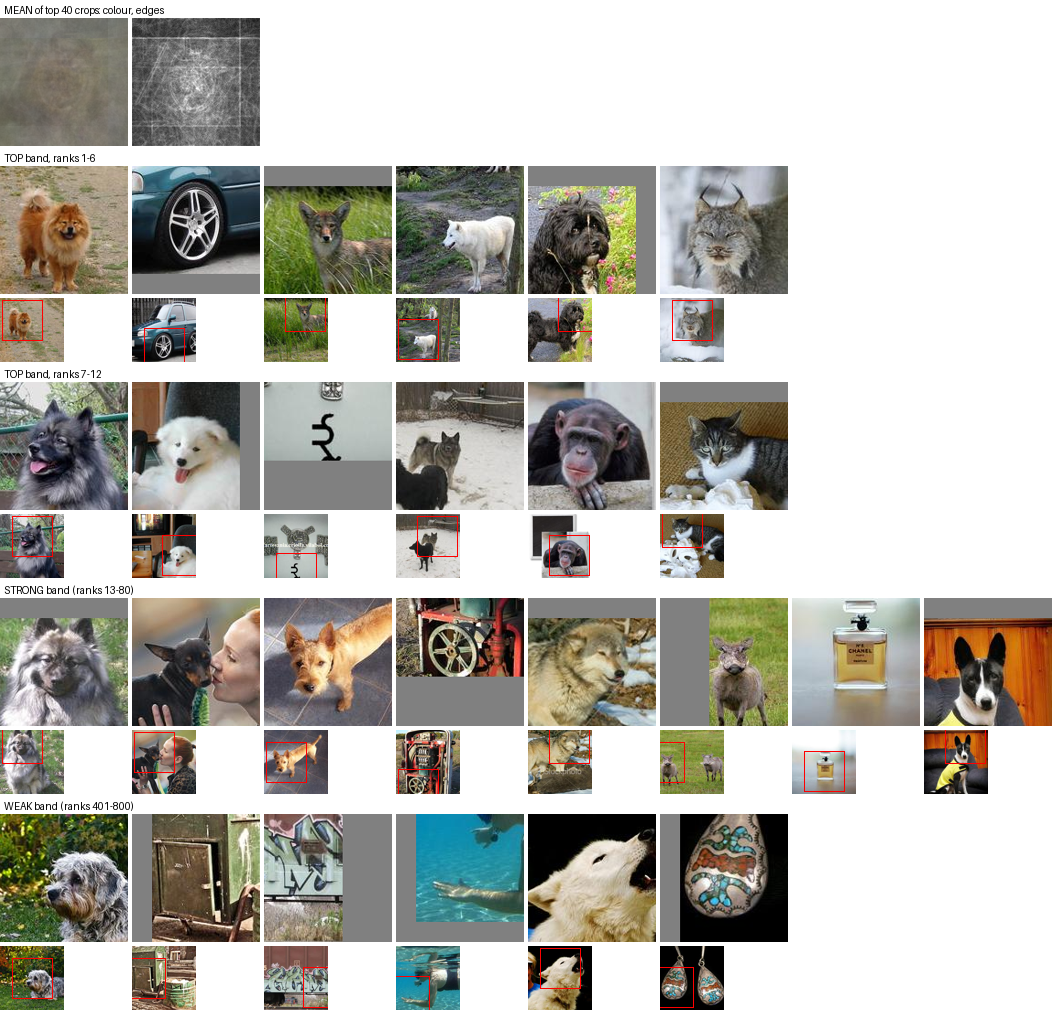 MEAN of top 40 crops: colour, edges
TOP band, ranks 1-6
TOP band, ranks 7-12
STRONG band (ranks 13-80)
N°5
CHANEL
WEAK band (ranks 401-800)